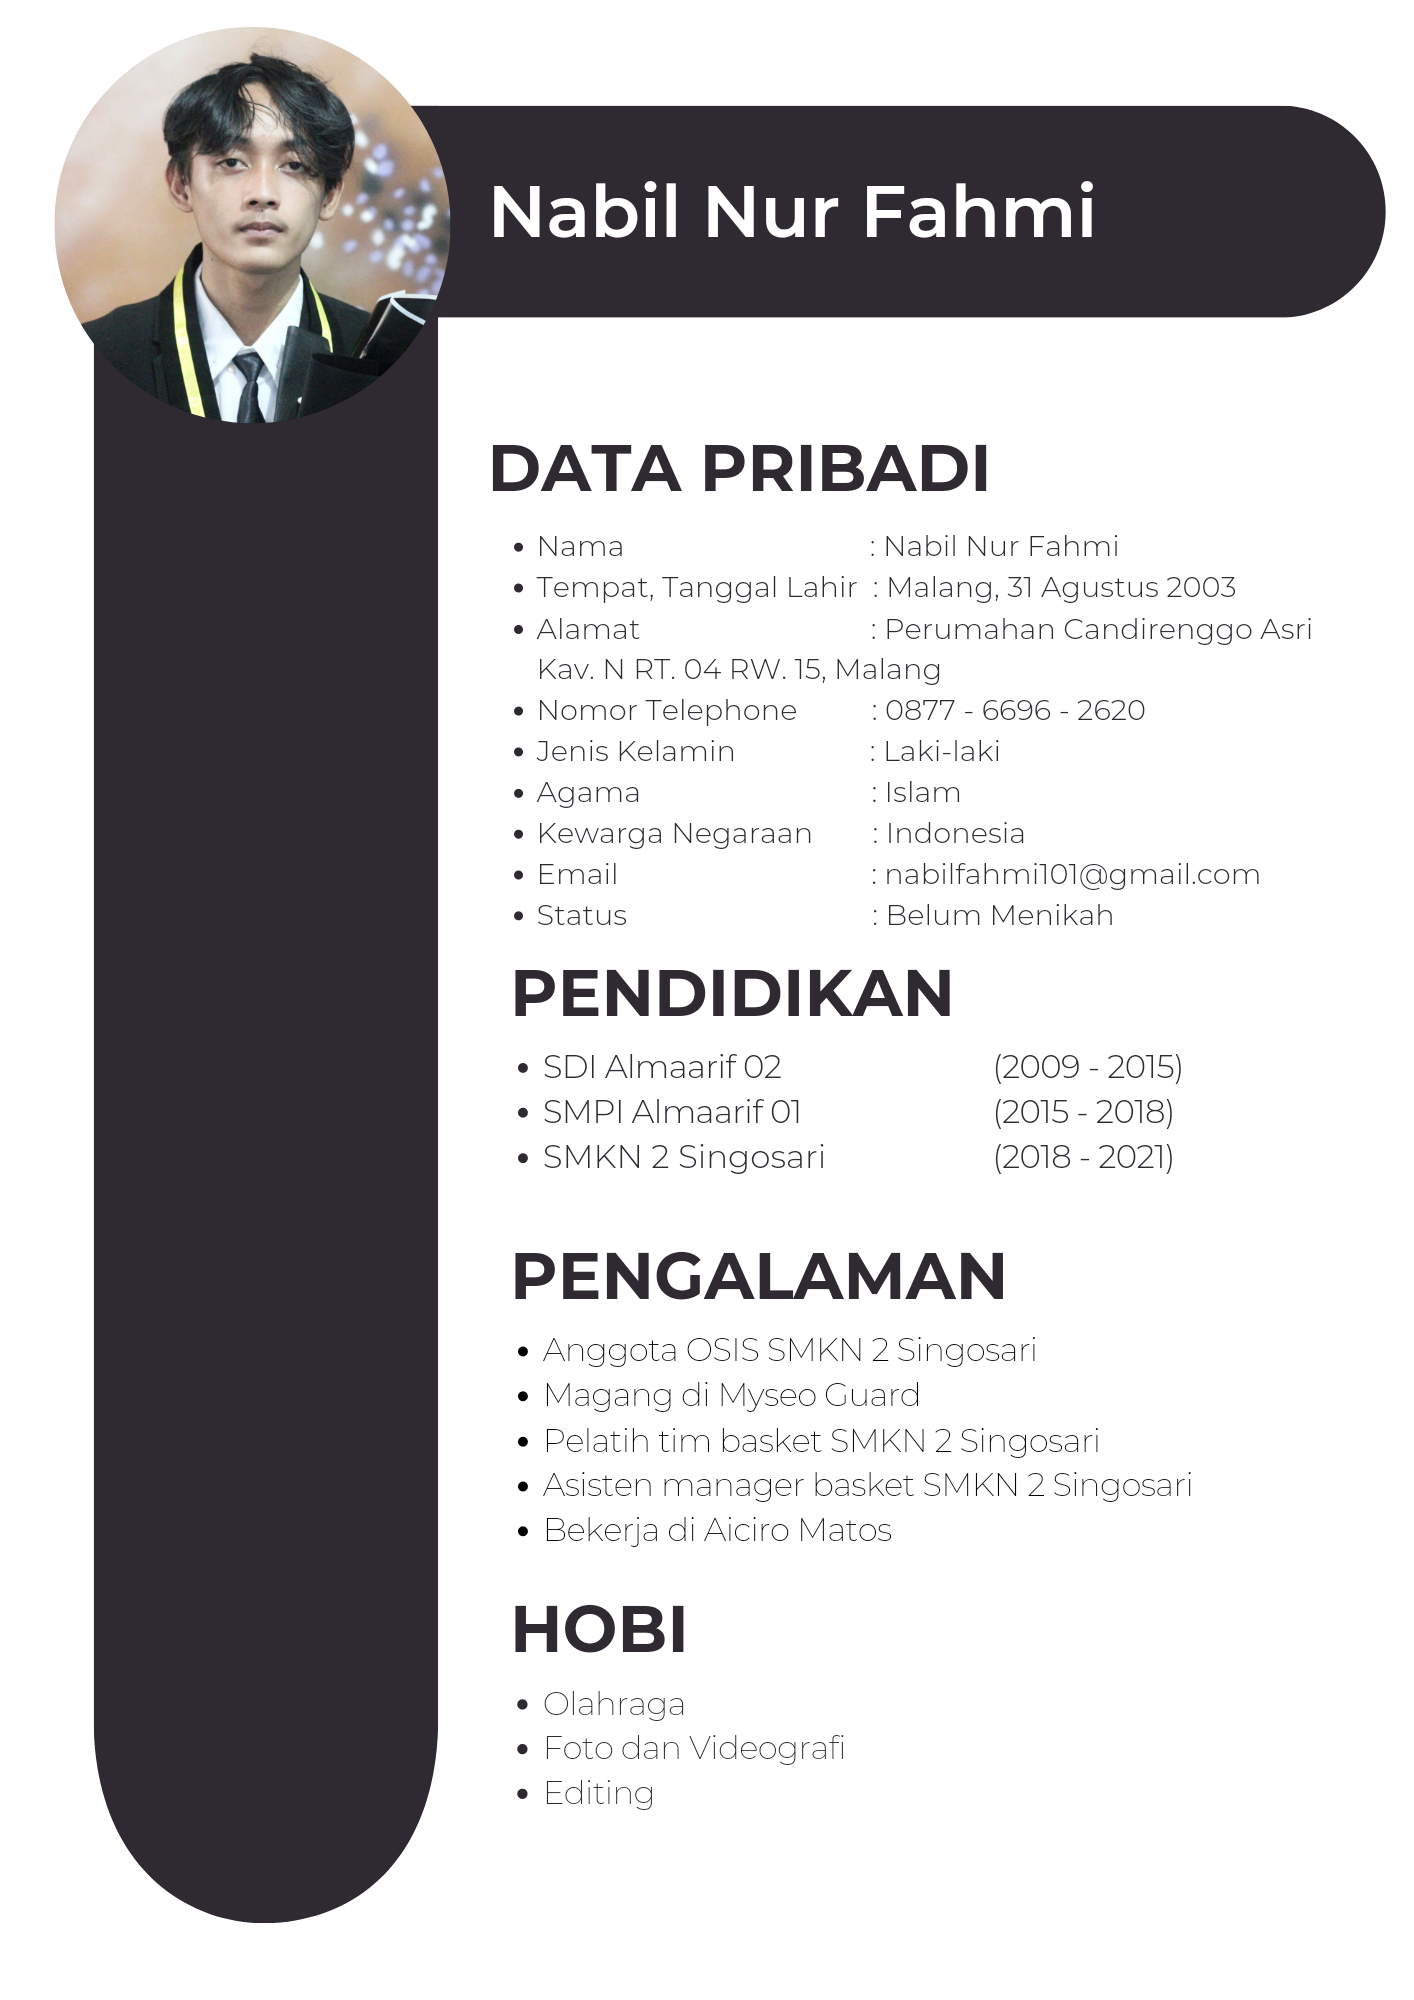 Nabil Nur Fahmi
DATA PRIBADI
• Nama : Nabil Nur Fahmi
• Tempat, Tanggal Lahir : Malang, 31 Agustus 2003
• Alamat : Perumahan Candirenggo Asri
Kav. N RT. 04 RW. 15, Malang
• Nomor Telephone : 0877 - 6696 - 2620
• Jenis Kelamin : Laki-laki
• Agama : Islam
• Kewarga Negaraan : Indonesia
• Email : nabilfahmi101@gmail.com
• Status : Belum Menikah
PENDIDIKAN
• SDI Almaarif 02 (2009 - 2015)
• SMPI Almaarif 01 (2015 - 2018)
• SMKN 2 Singosari (2018 - 2021)
PENGALAMAN
• Anggota OSIS SMKN 2 Singosari
• Magang di Myseo Guard
• Pelatih tim basket SMKN 2 Singosari
• Asisten manager basket SMKN 2 Singosari
• Bekerja di Aiciro Matos
HOBI
• Olahraga
• Foto dan Videografi
• Editing